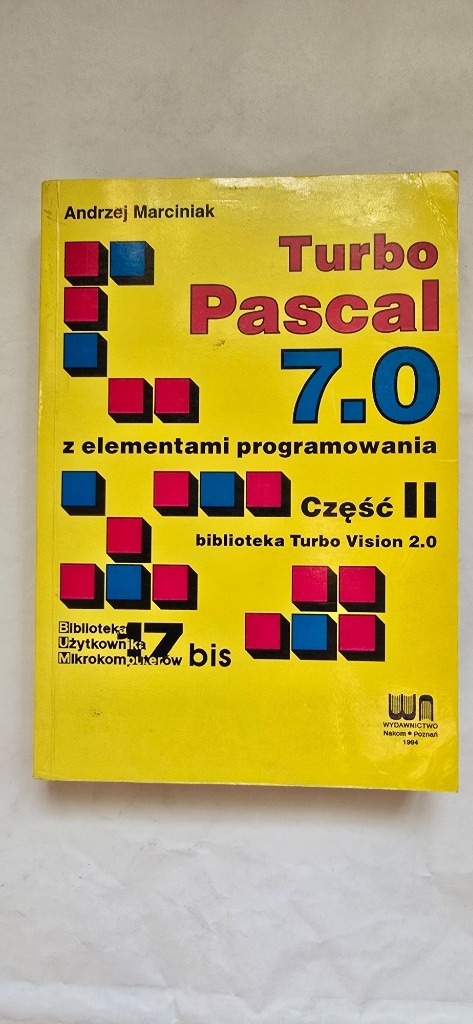 Andrzej Marciniak
Turbo
Pascal
7.0
z elementami programowania
Część II
biblioteka Turbo Vision 2.0
Biblioteka
Użytkownika
Mikrokomputerów
17 bis
WN
WYDAWNICTWO
Nakom • Poznań
1994